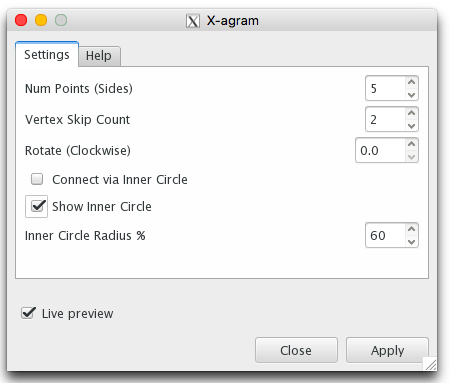 X-agram
Settings Help
Num Points (Sides) 5
Vertex Skip Count 2
Rotate (Clockwise) 0.0
Connect via Inner Circle
Show Inner Circle
Inner Circle Radius % 60
Live preview
Close Apply